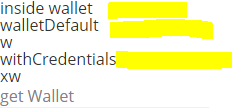 inside wallet
walletDefault
w
withCredentials
xw
get Wallet